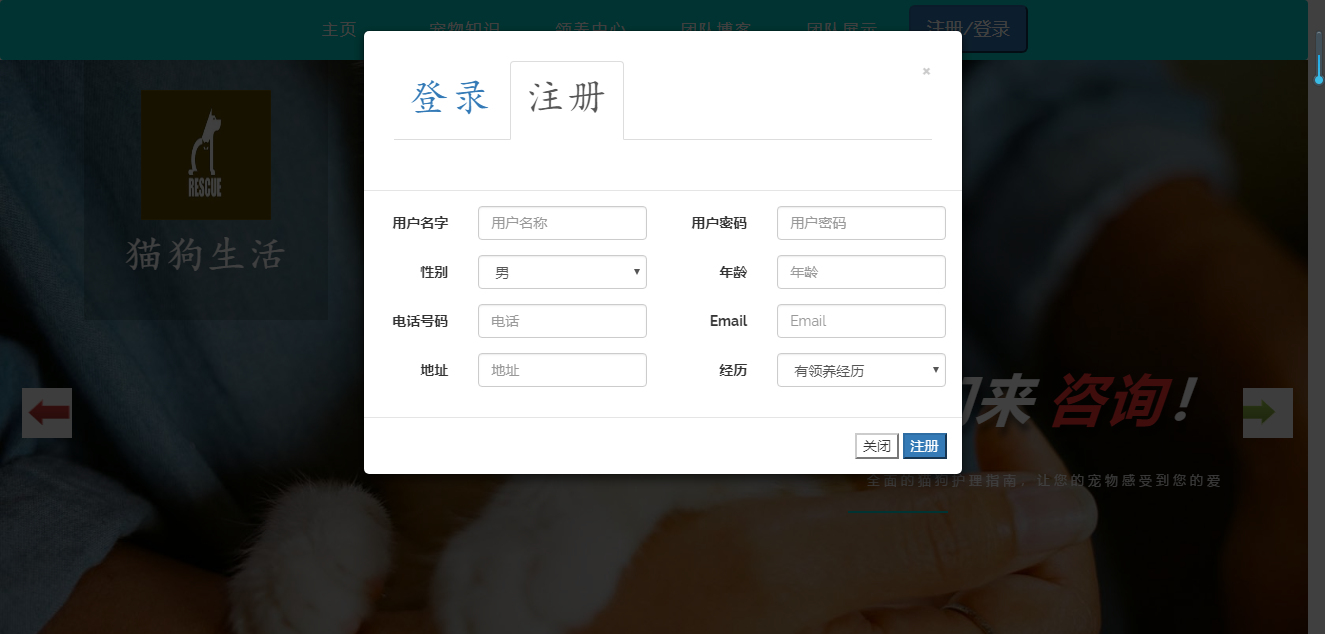 主页 宠物知识 领养中心 团队博客 团队展示 注册/登录
登录 注册 ×
RESCUE
猫狗生活
用户名字 用户名称 用户密码 用户密码
性别 男 年龄 年龄
电话号码 电话 Email Email
地址 地址 经历 有领养经历
来 咨询！
关闭 注册
全面的猫狗护理指南，让您的宠物感受到您的爱